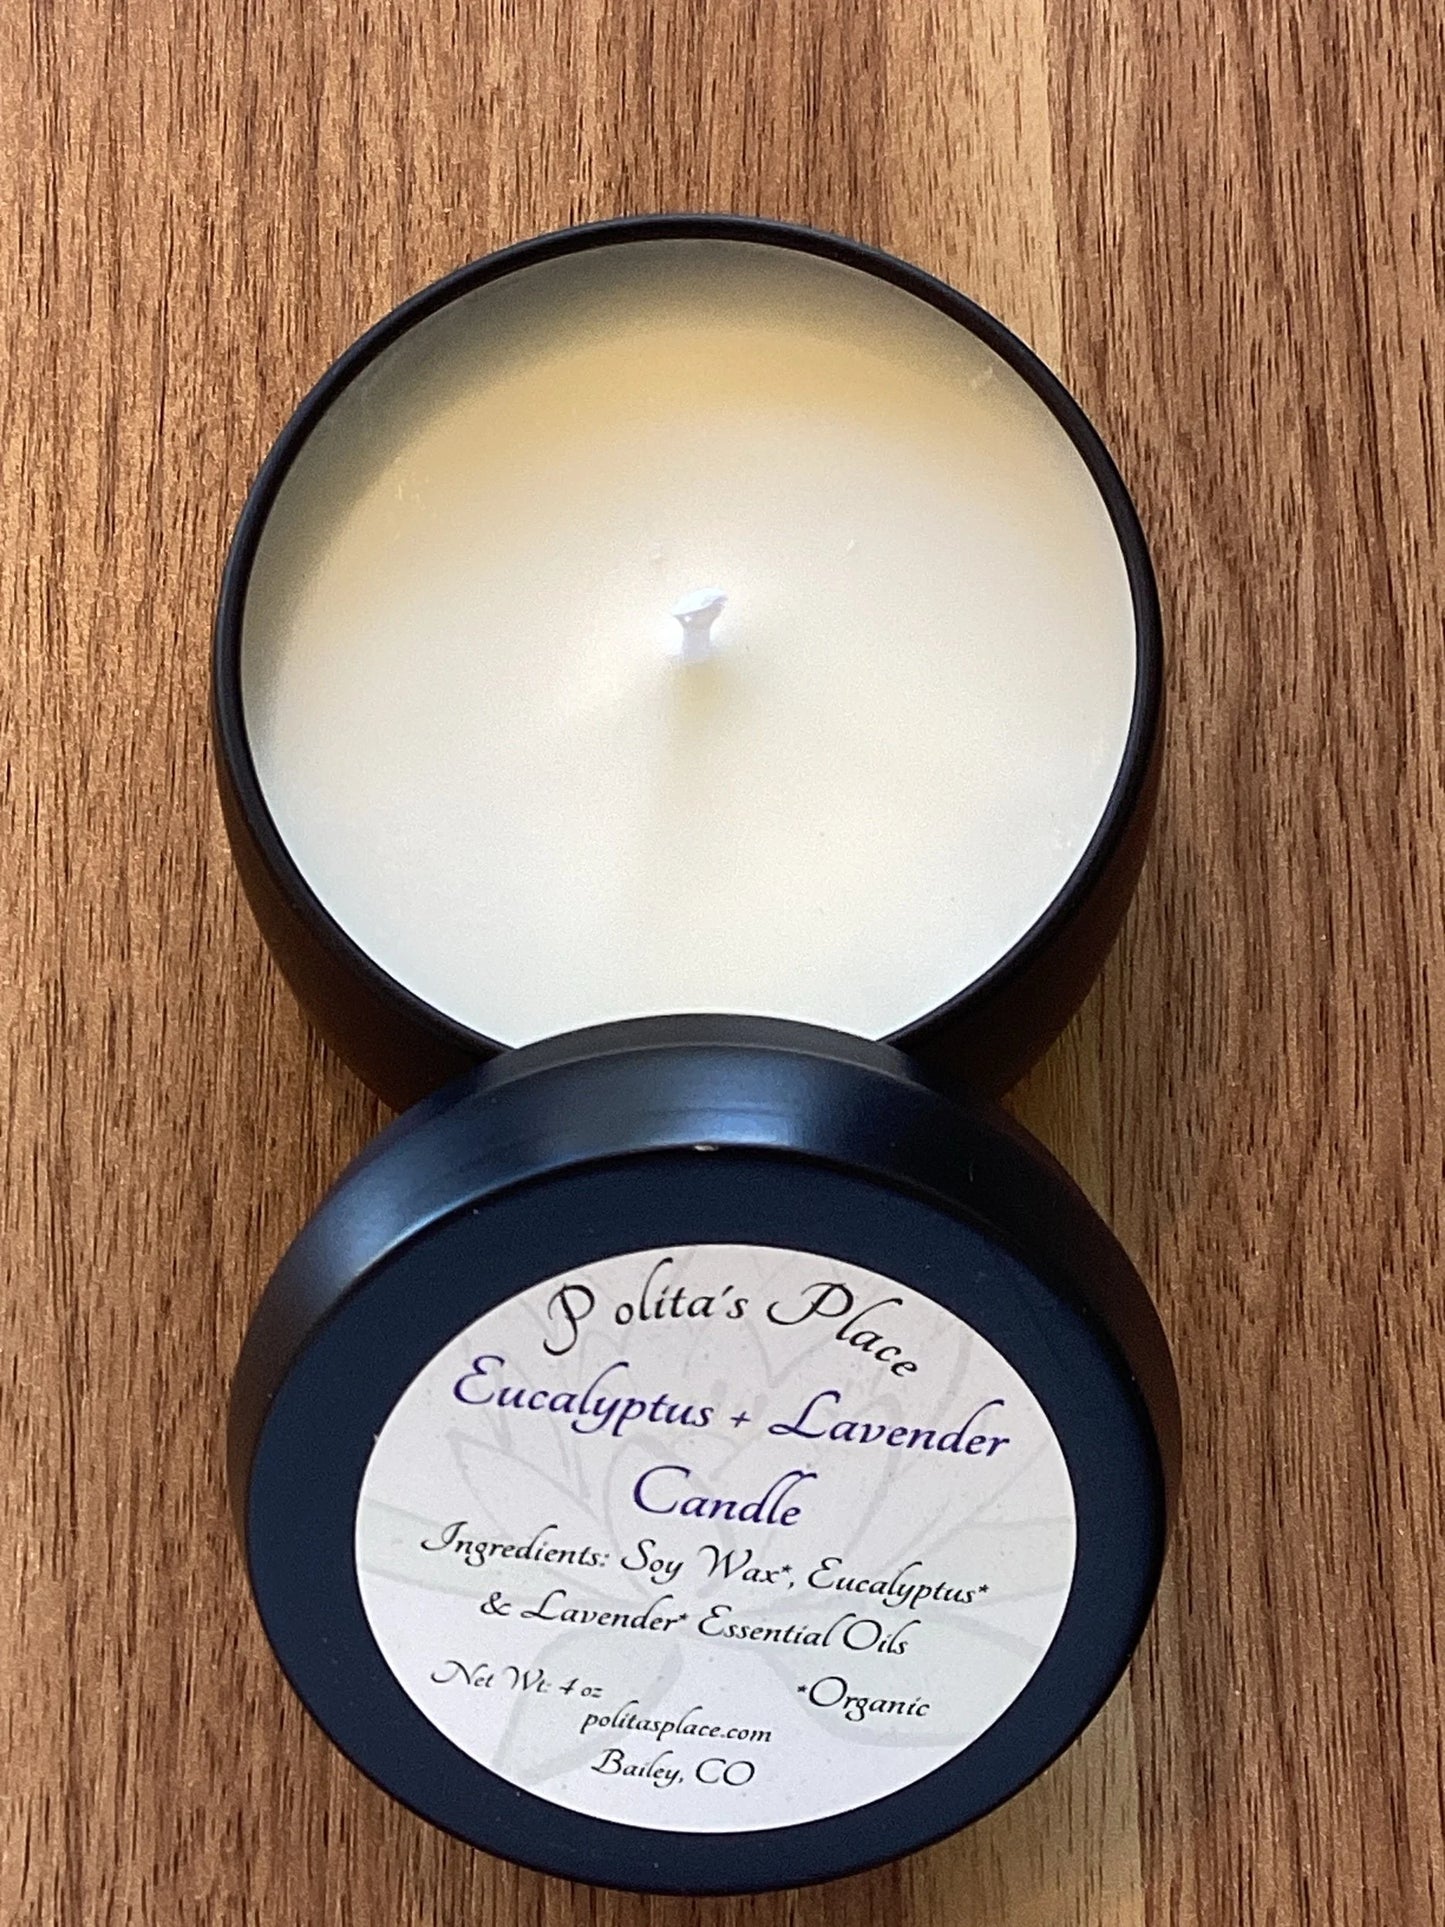 Polita's Place
Eucalyptus + Lavender
Candle
Ingredients: Soy Wax*, Eucalyptus*
& Lavender* Essential Oils
Net Wt: 4 oz
*Organic
politasplace.com
Bailey, CO